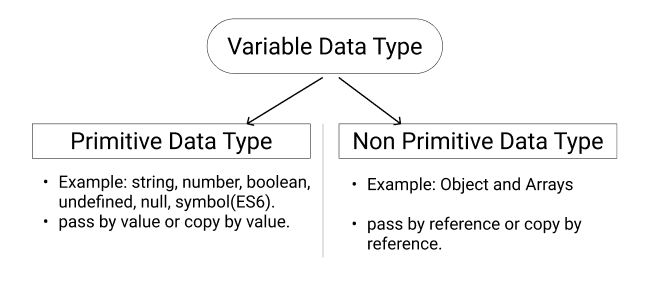 Variable Data Type
Primitive Data Type
• Example: string, number, boolean,
undefined, null, symbol(ES6).
• pass by value or copy by value.
Non Primitive Data Type
• Example: Object and Arrays
• pass by reference or copy by
reference.